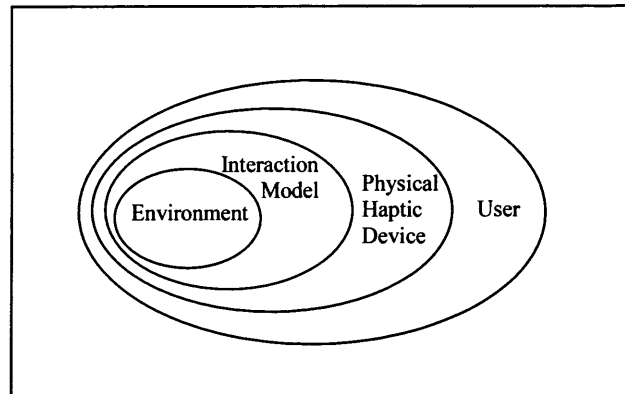 Interaction
Model
Environment
Physical
Haptic
Device
User